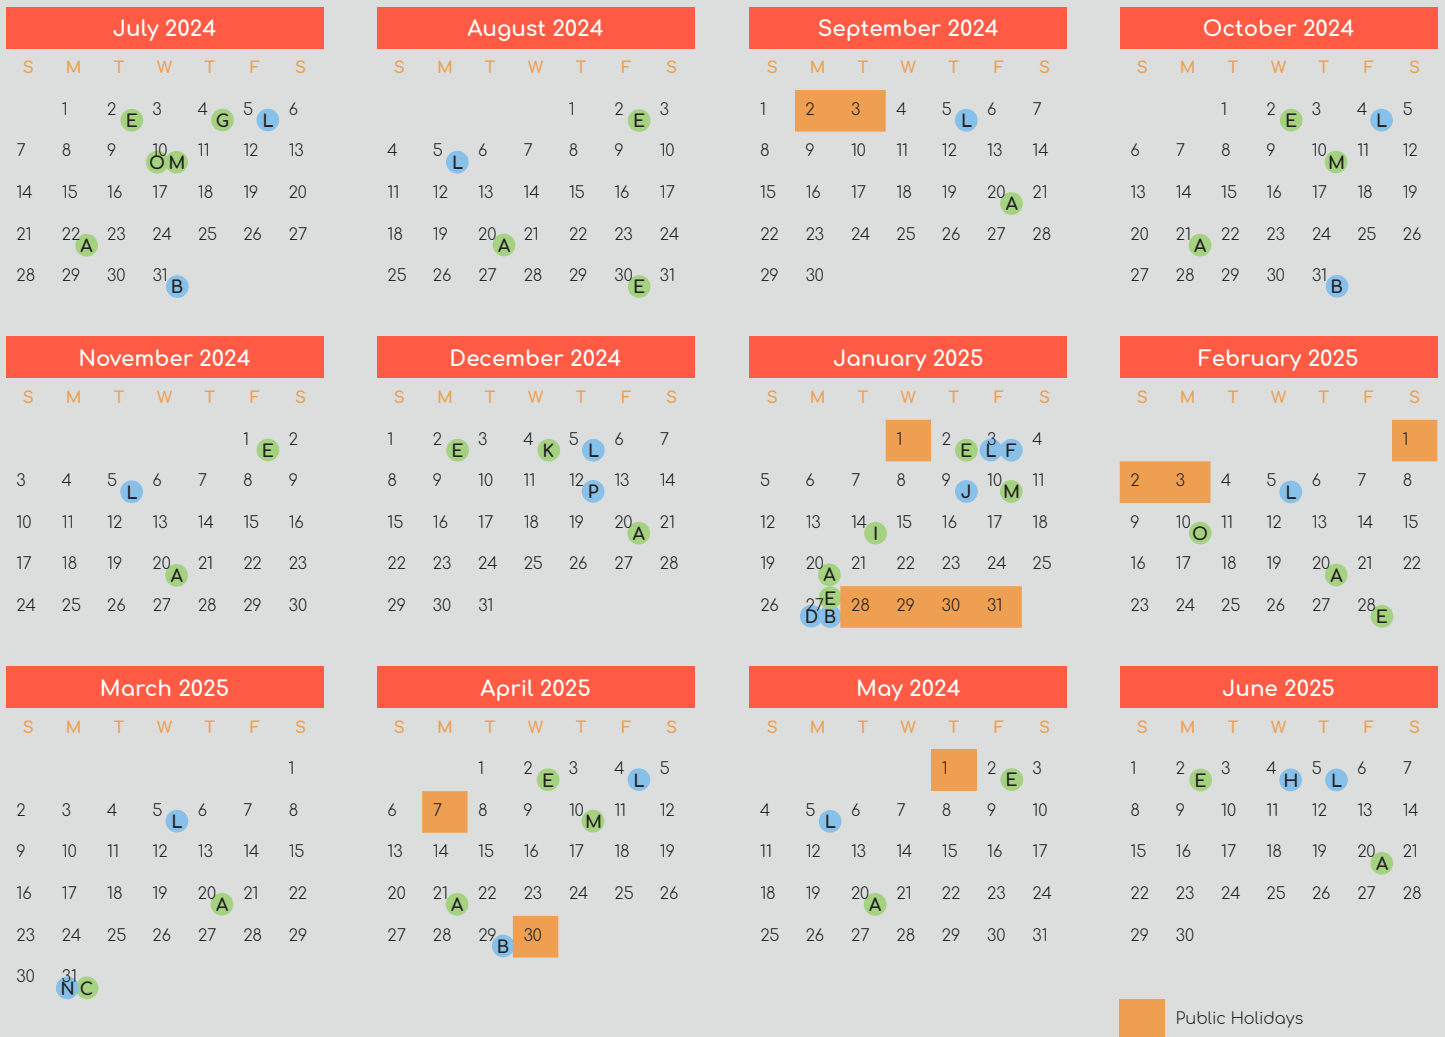 July 2024
S M T W T F S
1 2 E 3 4 G 5 L 6
7 8 9 10 O M 11 12 13
14 15 16 17 18 19 20
21 22 A 23 24 25 26 27
28 29 30 31 B
August 2024
S M T W T F S
1 2 E 3
4 5 L 6 7 8 9 10
11 12 13 14 15 16 17
18 19 20 A 21 22 23 24
25 26 27 28 29 30 E 31
September 2024
S M T W T F S
1 2 3 4 5 L 6 7
8 9 10 11 12 13 14
15 16 17 18 19 20 A 21
22 23 24 25 26 27 28
29 30
October 2024
S M T W T F S
1 2 E 3 4 L 5
6 7 8 9 10 M 11 12
13 14 15 16 17 18 19
20 21 A 22 23 24 25 26
27 28 29 30 31 B
November 2024
S M T W T F S
1 E 2
3 4 5 L 6 7 8 9
10 11 12 13 14 15 16
17 18 19 20 A 21 22 23
24 25 26 27 28 29 30
December 2024
S M T W T F S
1 2 E 3 4 K 5 L 6 7
8 9 10 11 12 P 13 14
15 16 17 18 19 20 A 21
22 23 24 25 26 27 28
29 30 31
January 2025
S M T W T F S
1 2 E 3 L F 4
5 6 7 8 9 J 10 M 11
12 13 14 I 15 16 17 18
19 20 A 21 22 23 24 25
26 27 E D B 28 29 30 31
February 2025
S M T W T F S
1
2 3 4 5 L 6 7 8
9 10 O 11 12 13 14 15
16 17 18 19 20 A 21 22
23 24 25 26 27 28 E
March 2025
S M T W T F S
1
2 3 4 5 L 6 7 8
9 10 11 12 13 14 15
16 17 18 19 20 A 21 22
23 24 25 26 27 28 29
30 31 N C
April 2025
S M T W T F S
1 2 E 3 4 L 5
6 7 8 9 10 M 11 12
13 14 15 16 17 18 19
20 21 A 22 23 24 25 26
27 28 29 B 30
May 2024
S M T W T F S
1 2 E 3
4 5 L 6 7 8 9 10
11 12 13 14 15 16 17
18 19 20 A 21 22 23 24
25 26 27 28 29 30 31
June 2025
S M T W T F S
1 2 E 3 4 H 5 L 6 7
8 9 10 11 12 13 14
15 16 17 18 19 20 A 21
22 23 24 25 26 27 28
29 30
Public Holidays